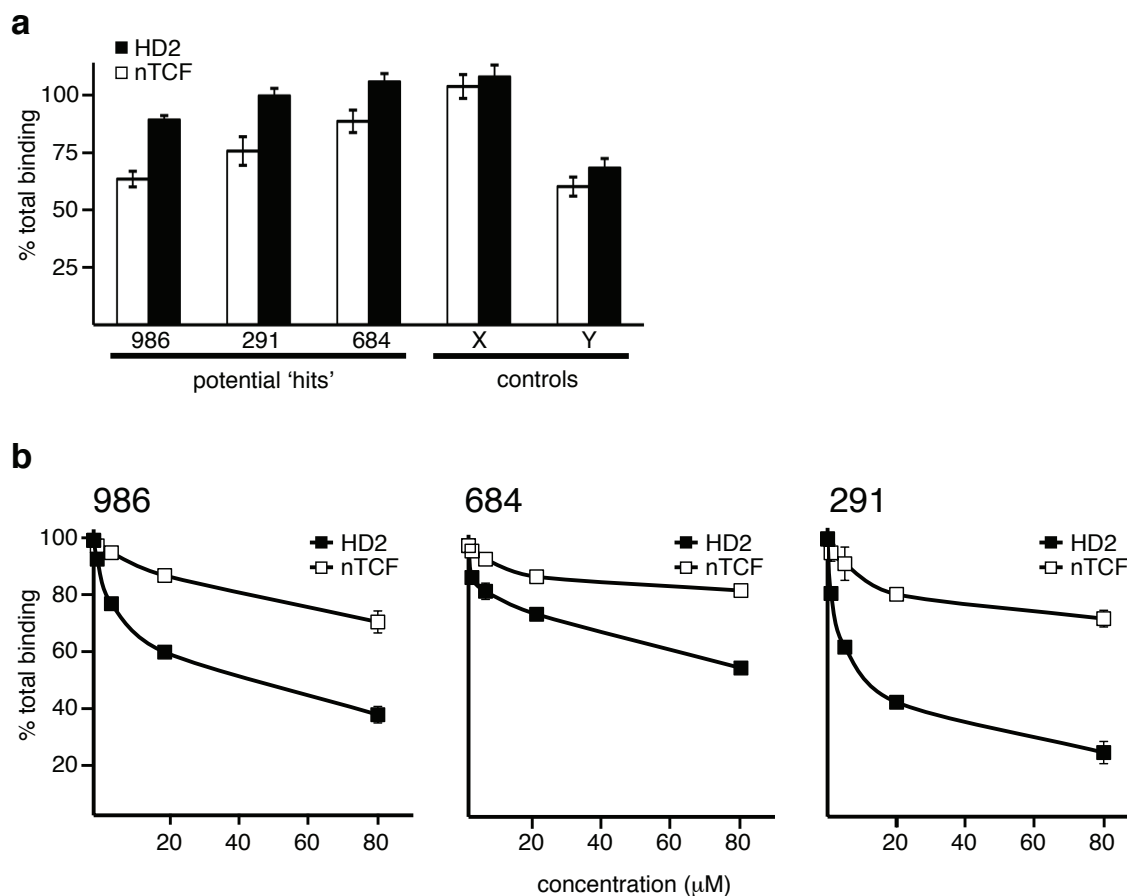 a
HD2
nTCF
% total binding
100
75
50
25
986 291 684 X Y
potential ‘hits’ controls
b
986 684 291
HD2 HD2 HD2
nTCF nTCF nTCF
% total binding
100
80
60
40
20
20 40 60 80 20 40 60 80 20 40 60 80
concentration (μM)